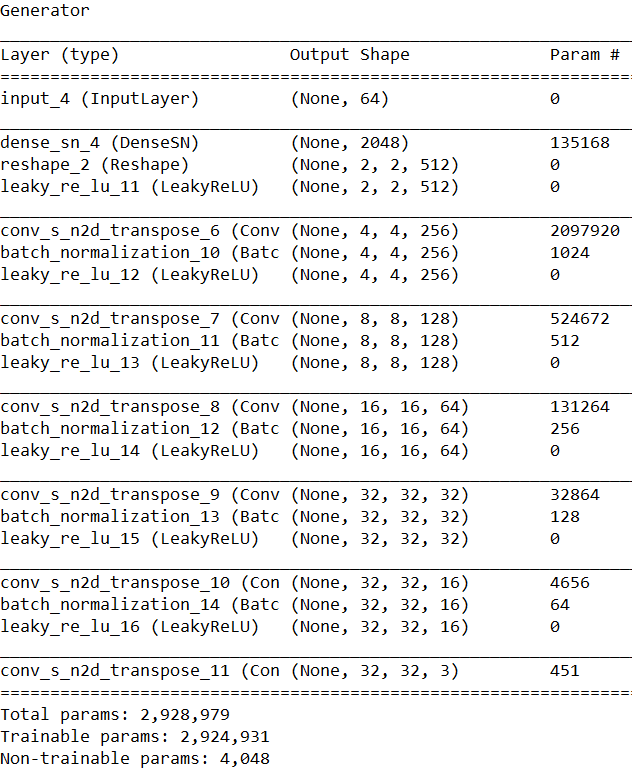 Generator
Layer (type) Output Shape Param #
input_4 (InputLayer) (None, 64) 0
dense_sn_4 (DenseSN) (None, 2048) 135168
reshape_2 (Reshape) (None, 2, 2, 512) 0
leaky_re_lu_11 (LeakyReLU) (None, 2, 2, 512) 0
conv_s_n2d_transpose_6 (Conv (None, 4, 4, 256) 2097920
batch_normalization_10 (Batc (None, 4, 4, 256) 1024
leaky_re_lu_12 (LeakyReLU) (None, 4, 4, 256) 0
conv_s_n2d_transpose_7 (Conv (None, 8, 8, 128) 524672
batch_normalization_11 (Batc (None, 8, 8, 128) 512
leaky_re_lu_13 (LeakyReLU) (None, 8, 8, 128) 0
conv_s_n2d_transpose_8 (Conv (None, 16, 16, 64) 131264
batch_normalization_12 (Batc (None, 16, 16, 64) 256
leaky_re_lu_14 (LeakyReLU) (None, 16, 16, 64) 0
conv_s_n2d_transpose_9 (Conv (None, 32, 32, 32) 32864
batch_normalization_13 (Batc (None, 32, 32, 32) 128
leaky_re_lu_15 (LeakyReLU) (None, 32, 32, 32) 0
conv_s_n2d_transpose_10 (Con (None, 32, 32, 16) 4656
batch_normalization_14 (Batc (None, 32, 32, 16) 64
leaky_re_lu_16 (LeakyReLU) (None, 32, 32, 16) 0
conv_s_n2d_transpose_11 (Con (None, 32, 32, 3) 451
Total params: 2,928,979
Trainable params: 2,924,931
Non-trainable params: 4,048